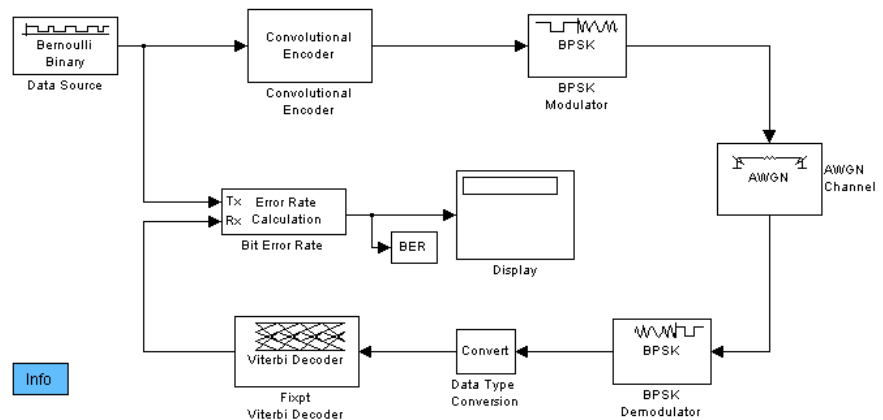 Bernoulli
Binary
Data Source
Convolutional
Encoder
Convolutional
Encoder
BPSK
BPSK
Modulator
AWGN
AWGN
Channel
Tx Error Rate
Rx Calculation
Bit Error Rate
BER
Display
Viterbi Decoder
Fixpt
Viterbi Decoder
Convert
Data Type
Conversion
BPSK
BPSK
Demodulator
Info